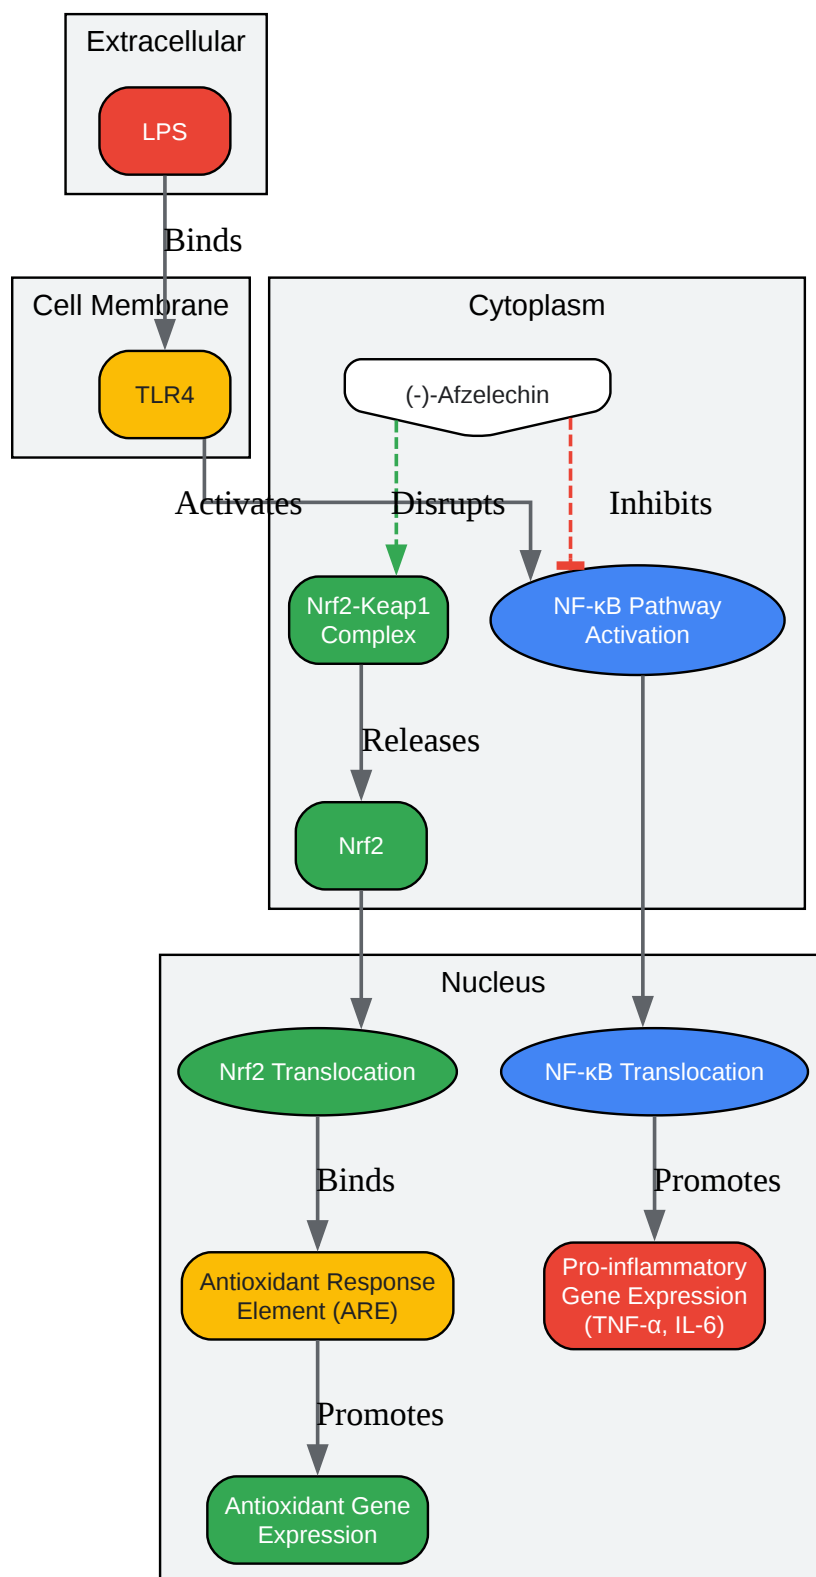 Extracellular
LPS
Binds
Cell Membrane
TLR4
Cytoplasm
(-)-Afzelechin
Activates
Disrupts
Inhibits
Nrf2-Keap1
Complex
NF-κB Pathway
Activation
Releases
Nrf2
Nucleus
Nrf2 Translocation
NF-κB Translocation
Binds
Promotes
Antioxidant Response
Element (ARE)
Pro-inflammatory
Gene Expression
(TNF-α, IL-6)
Promotes
Antioxidant Gene
Expression